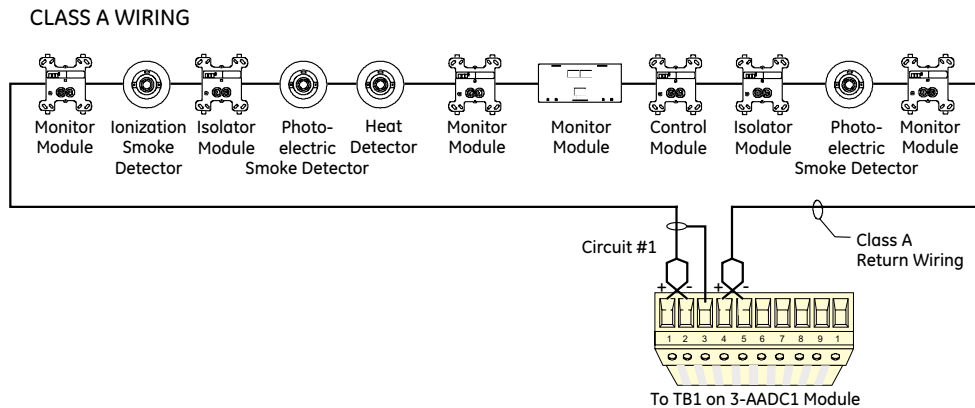 CLASS A WIRING
Monitor Module
Ionization Smoke Detector
Isolator Module
Photo-electric Smoke Detector
Heat Detector
Monitor Module
Monitor Module
Control Module
Isolator Module
Photo-electric Smoke Detector
Monitor Module
Circuit #1
Class A
Return Wiring
+ - + -
1 2 3 4 5 6 7 8 9 1
To TB1 on 3-AADC1 Module